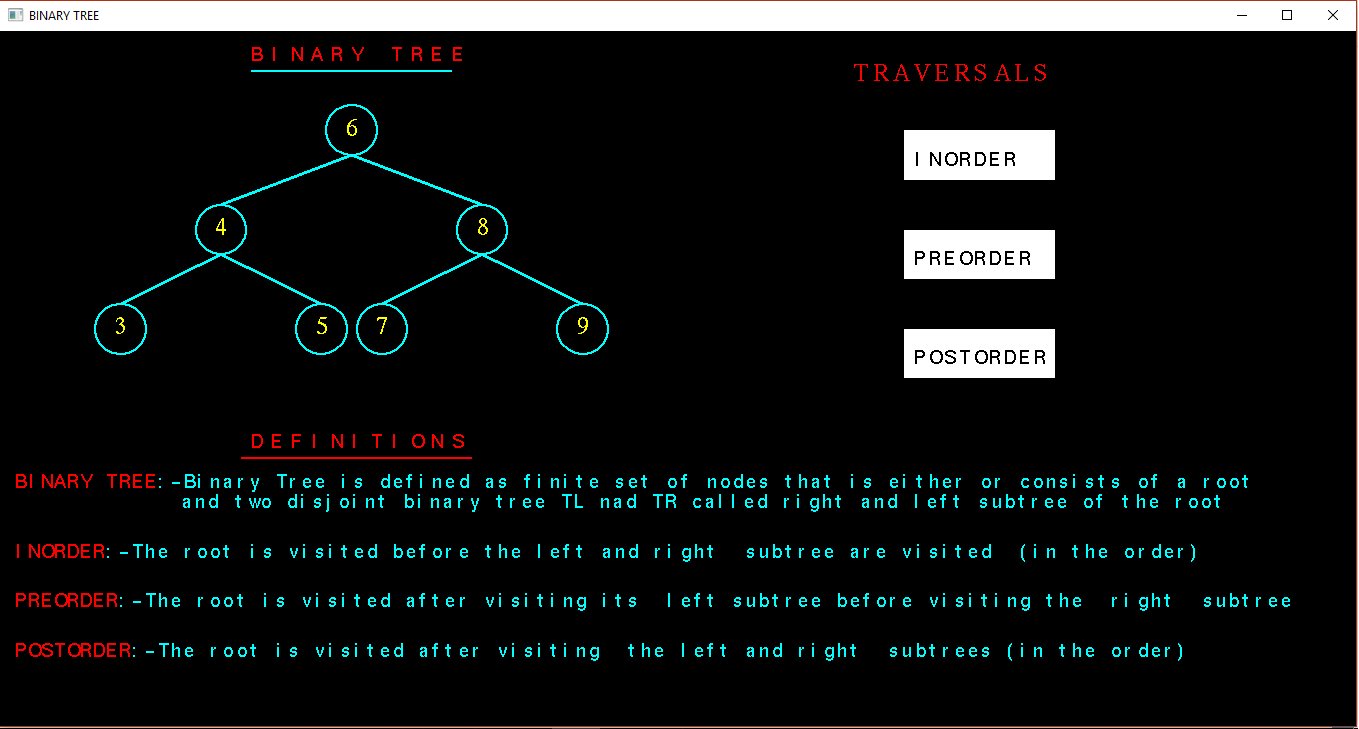 BINARY TREE
BINARY TREE
TRAVERSALS
6
4
8
3
5
7
9
INORDER
PREORDER
POSTORDER
DEFINITIONS
BINARY TREE: -Binary Tree is defined as finite set of nodes that is either or consists of a root
and two disjoint binary tree TL nad TR called right and left subtree of the root
INORDER: -The root is visited before the left and right subtree are visited (in the order)
PREORDER: -The root is visited after visiting its left subtree before visiting the right subtree
POSTORDER: -The root is visited after visiting the left and right subtrees (in the order)